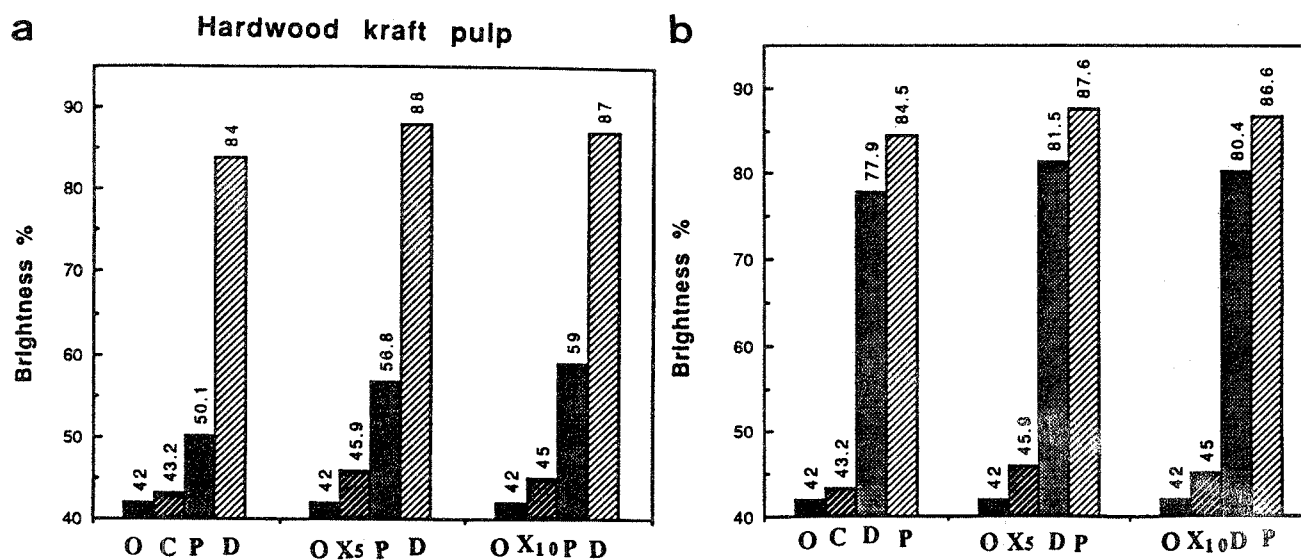 a Hardwood kraft pulp
Brightness %
90
80
70
60
50
40
42 43.2 50.1 84
42 45.9 56.8 88
42 45 59 87
O C P D
O X5 P D
O X10 P D
b
Brightness %
90
80
70
60
50
40
42 43.2 77.9 84.5
42 45.9 81.5 87.6
42 45 80.4 86.6
O C D P
O X5 D P
O X10 D P